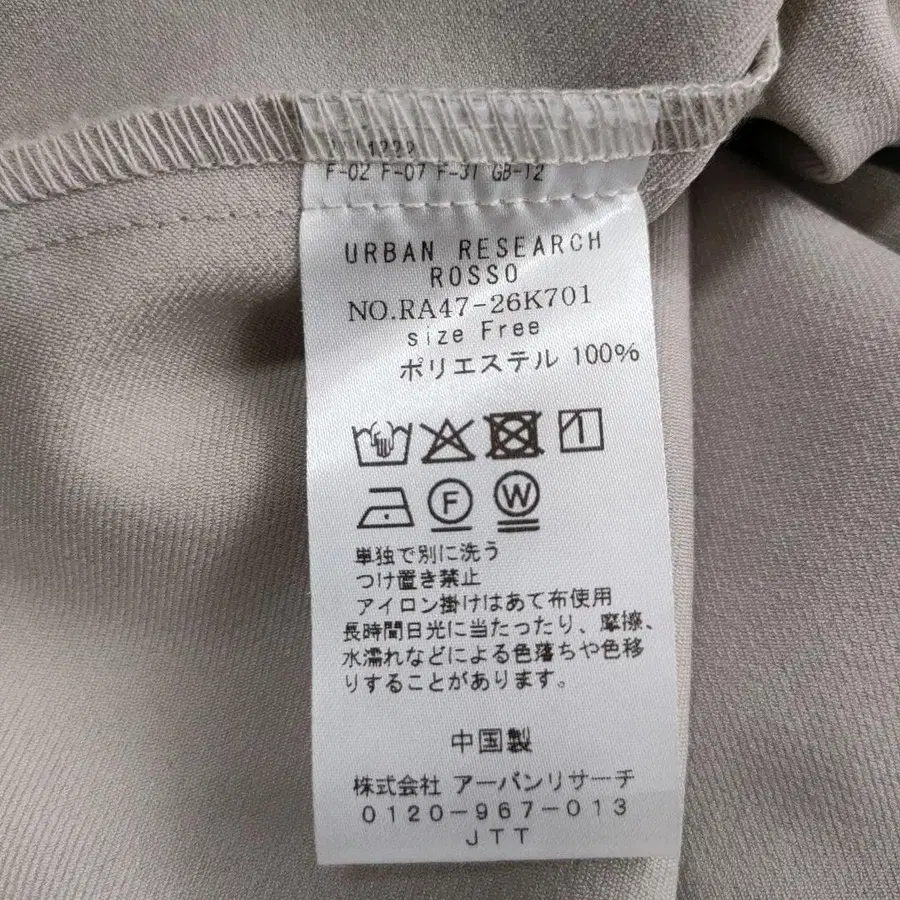 F-02 F-07 F-31 GB-12
URBAN RESEARCH
ROSSO
NO.RA47-26K701
size Free
ポリエステル 100%
F W
単独で別に洗う
つけ置き禁止
アイロン掛けはあて布使用
長時間日光に当たったり、摩擦、
水濡れなどによる色落ちや色移
りすることがあります。
中国製
株式会社 アーバンリサーチ
0120-967-013
JTT